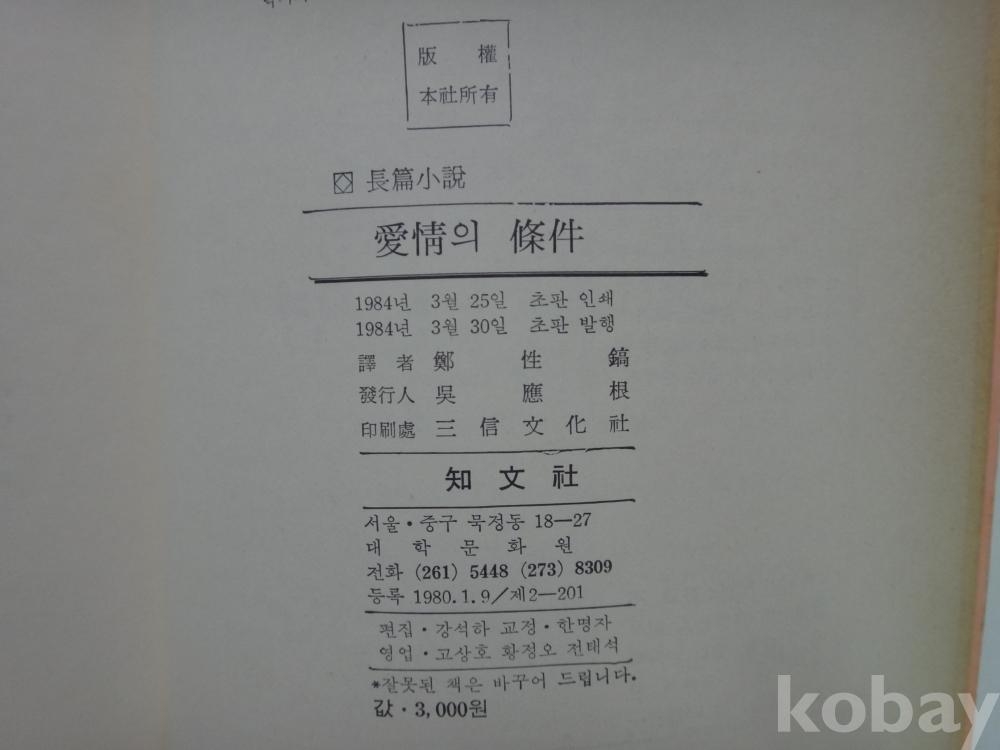 版 權
本社所有
長篇小說
愛情의 條件
1984년 3월 25일 초판 인쇄
1984년 3월 30일 초판 발행
譯 者 鄭 性 鎬
發行人 吳 應 根
印刷處 三 信 文 化 社
知 文 社
서울·중구 묵정동 18—27
대 학 문 화 원
전화 (261) 5448 (273) 8309
등록 1980.1.9/제2—201
편집·강석하 교정·한명자
영업·고상호 황정오 전태석
*잘못된 책은 바꾸어 드립니다.
값·3,000원
kobay